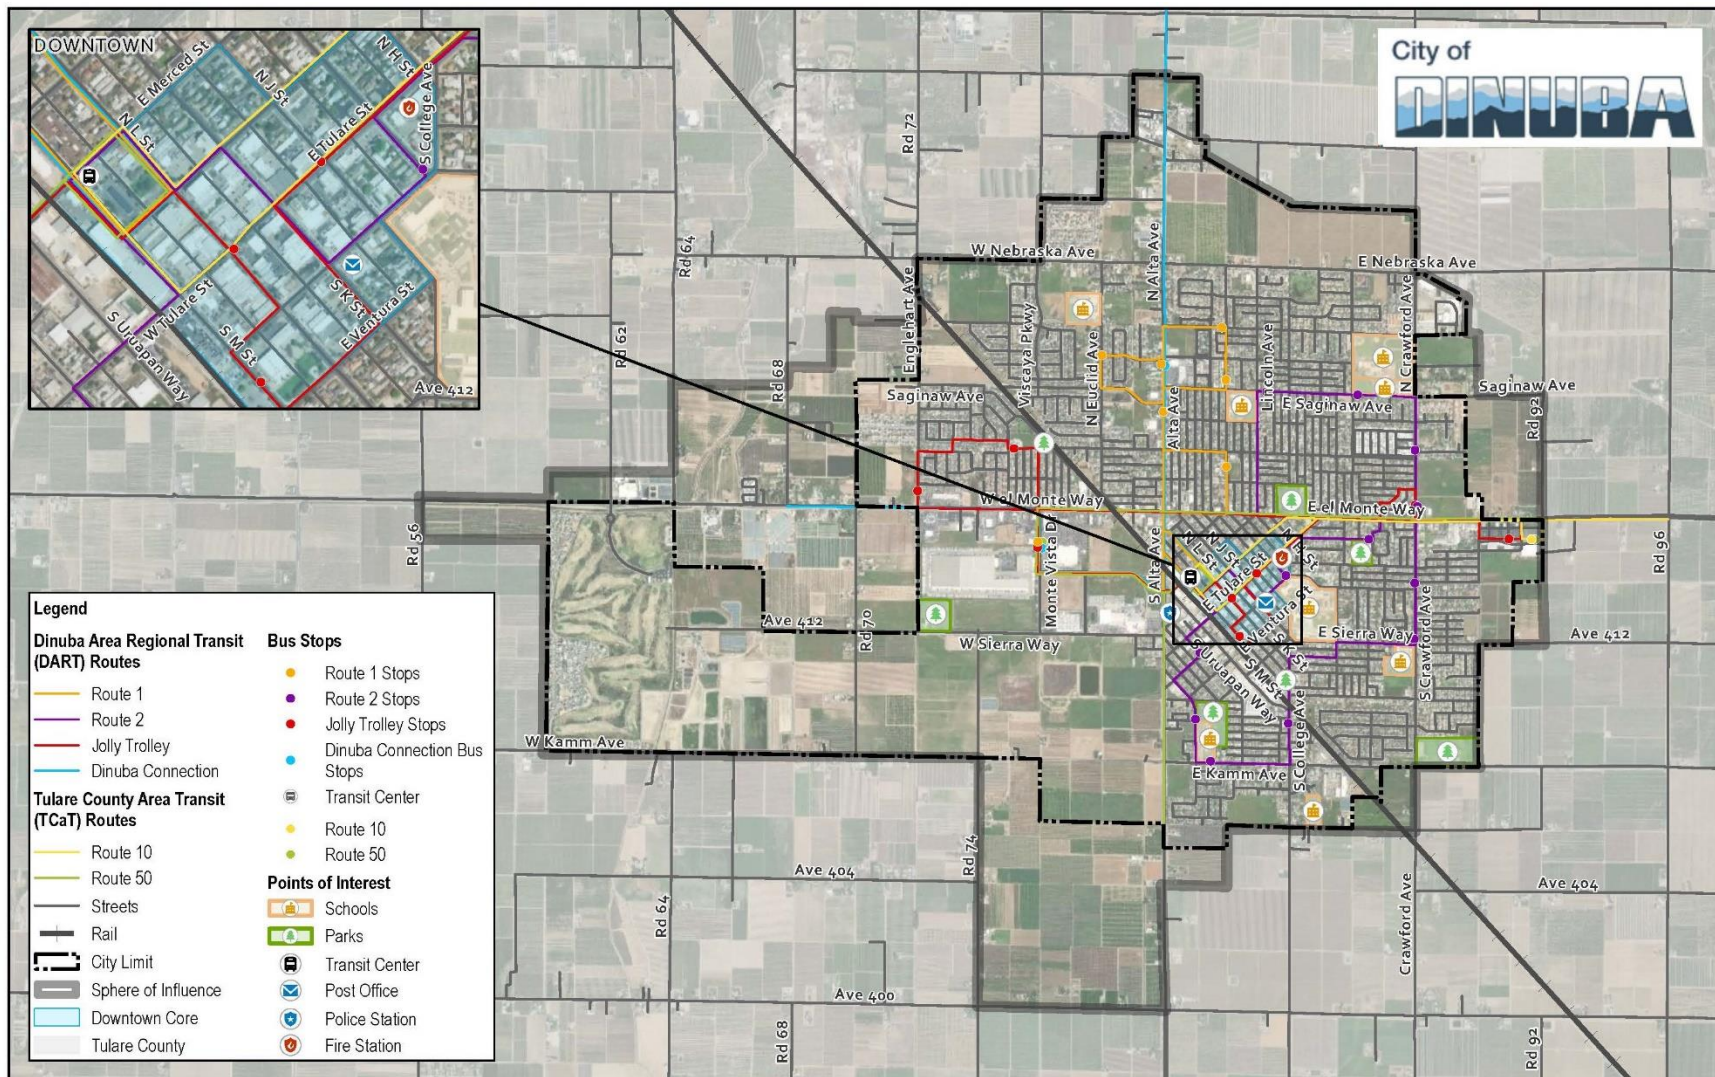 DOWNTOWN
E Merced St
N J St
N H St
S College Ave
N L St
E Tulare St
S K St
E Ventura St
W Tulare St
S M St
S Uruapan Way
Ave 412
City of
DINUBA
Rd 72
Rd 64
N Alta Ave
W Nebraska Ave
E Nebraska Ave
Englehart Ave
Viscaya Pkwy
N Euclid Ave
Lincoln Ave
N Crawford Ave
Rd 62
Rd 68
Saginaw Ave
Alta Ave
E Saginaw Ave
Saginaw Ave
Rd 92
W el Monte Way
E el Monte Way
Rd 56
Monte Vista Dr
S Alta Ave
N L St
N J St
N H St
E Tulare St
Rd 96
Ave 412
Rd 70
W Sierra Way
E Ventura St
E Sierra Way
S Crawford Ave
Ave 412
S K St
S M St
S Uruapan Way
S College Ave
W Kamm Ave
E Kamm Ave
Rd 74
Ave 404
Ave 404
Rd 64
Crawford Ave
Ave 400
Rd 68
Rd 92
Legend
Dinuba Area Regional Transit
(DART) Routes
Route 1
Route 2
Jolly Trolley
Dinuba Connection
Tulare County Area Transit
(TCaT) Routes
Route 10
Route 50
Streets
Rail
City Limit
Sphere of Influence
Downtown Core
Tulare County
Bus Stops
Route 1 Stops
Route 2 Stops
Jolly Trolley Stops
Dinuba Connection Bus
Stops
Transit Center
Route 10
Route 50
Points of Interest
Schools
Parks
Transit Center
Post Office
Police Station
Fire Station